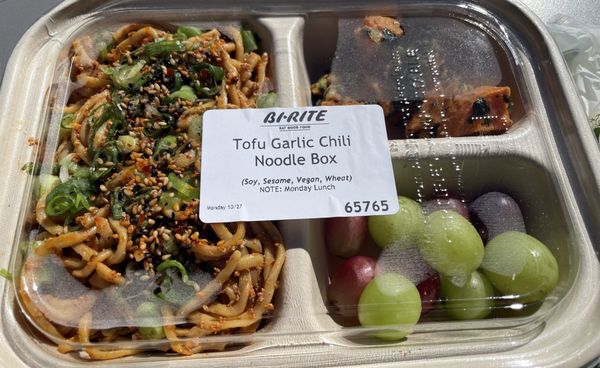 BI-RITE
EAT GOOD FOOD
Tofu Garlic Chili
Noodle Box
(Soy, Sesame, Vegan, Wheat)
NOTE: Monday Lunch
Monday 10/27
65765